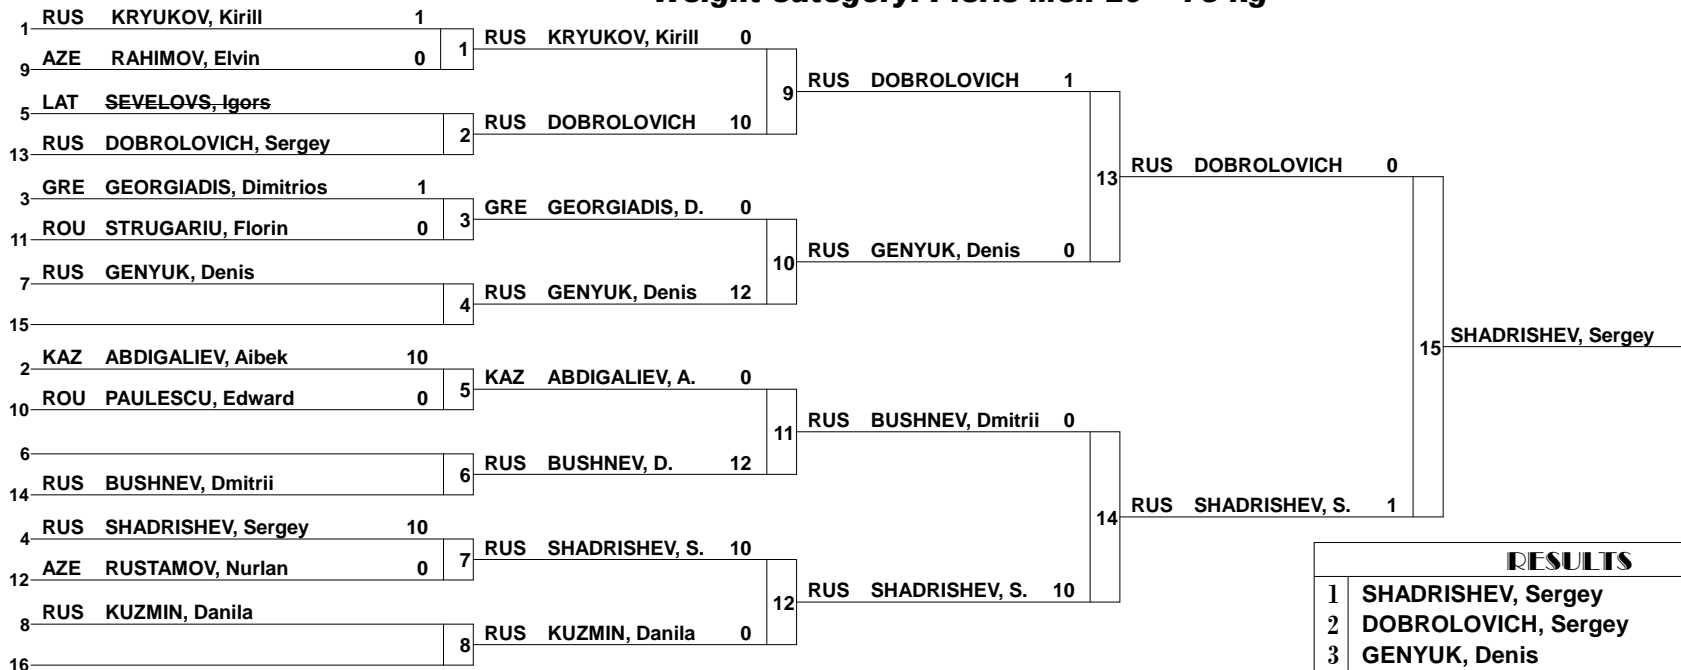 1 RUS KRYUKOV, Kirill 1
9 AZE RAHIMOV, Elvin 0
5 LAT SEVELOVS, Igors
13 RUS DOBROLOVICH, Sergey
3 GRE GEORGIADIS, Dimitrios 1
11 ROU STRUGARIU, Florin 0
7 RUS GENYUK, Denis
15
2 KAZ ABDIGALIEV, Aibek 10
10 ROU PAULESCU, Edward 0
6
14 RUS BUSHNEV, Dmitrii
4 RUS SHADRISHEV, Sergey 10
12 AZE RUSTAMOV, Nurlan 0
8 RUS KUZMIN, Danila
16
1 RUS KRYUKOV, Kirill 0
2 RUS DOBROLOVICH 10
3 GRE GEORGIADIS, D. 0
4 RUS GENYUK, Denis 12
5 KAZ ABDIGALIEV, A. 0
6 RUS BUSHNEV, D. 12
7 RUS SHADRISHEV, S. 10
8 RUS KUZMIN, Danila 0
9 RUS DOBROLOVICH 1
10 RUS GENYUK, Denis 0
11 RUS BUSHNEV, Dmitrii 0
12 RUS SHADRISHEV, S. 10
13 RUS DOBROLOVICH 0
14 RUS SHADRISHEV, S. 1
15 SHADRISHEV, Sergey
RESULTS
1 SHADRISHEV, Sergey
2 DOBROLOVICH, Sergey
3 GENYUK, Denis